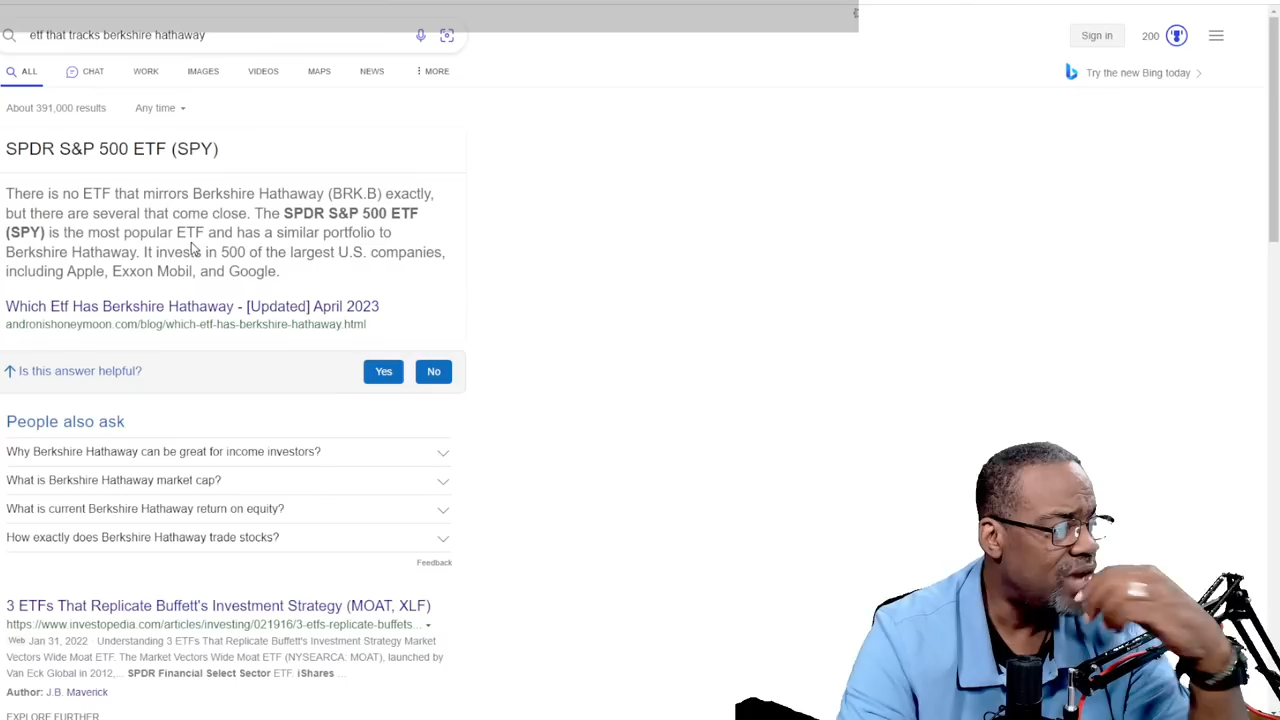 etf that tracks berkshire hathaway
Sign in
200
ALL
CHAT
WORK
IMAGES
VIDEOS
MAPS
NEWS
MORE
Try the new Bing today
About 391,000 results
Any time
SPDR S&P 500 ETF (SPY)
There is no ETF that mirrors Berkshire Hathaway (BRK.B) exactly,
but there are several that come close. The SPDR S&P 500 ETF
(SPY) is the most popular ETF and has a similar portfolio to
Berkshire Hathaway. It invests in 500 of the largest U.S. companies,
including Apple, Exxon Mobil, and Google.
Which Etf Has Berkshire Hathaway - [Updated] April 2023
andronishoneymoon.com/blog/which-etf-has-berkshire-hathaway.html
Is this answer helpful?
Yes
No
People also ask
Why Berkshire Hathaway can be great for income investors?
What is Berkshire Hathaway market cap?
What is current Berkshire Hathaway return on equity?
How exactly does Berkshire Hathaway trade stocks?
Feedback
3 ETFs That Replicate Buffett's Investment Strategy (MOAT, XLF)
https://www.investopedia.com/articles/investing/021916/3-etfs-replicate-buffets...
Web Jan 31, 2022 · Understanding 3 ETFs That Replicate Buffett's Investment Strategy Market
Vectors Wide Moat ETF. The Market Vectors Wide Moat ETF (NYSEARCA: MOAT), launched by
Van Eck Global in 2012,... SPDR Financial Select Sector ETF. iShares ...
Author: J.B. Maverick
EXPLORE FURTHER